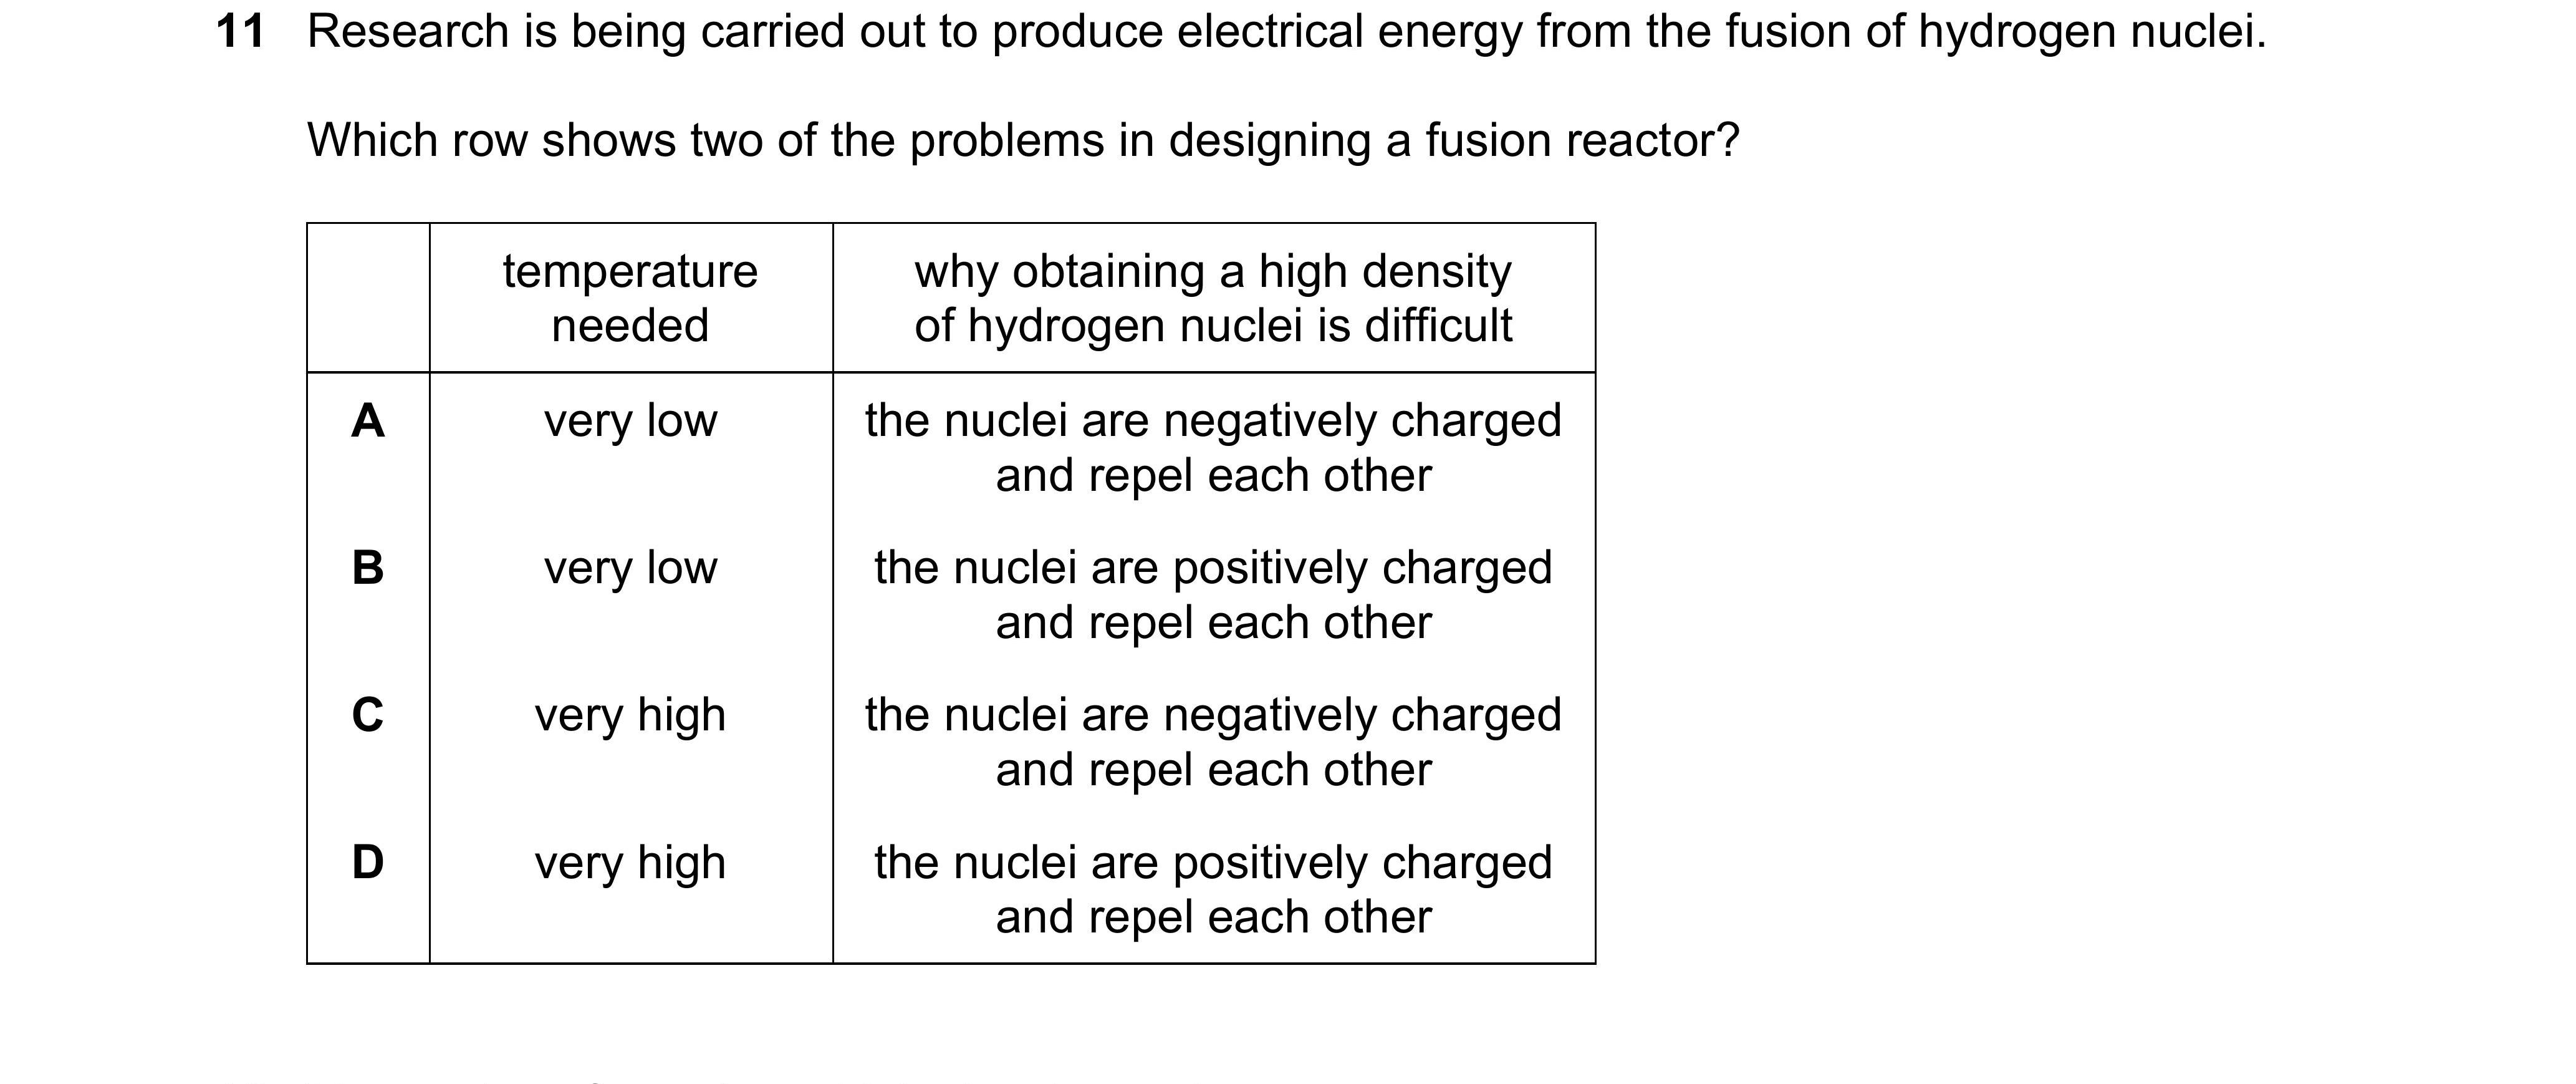 11 Research is being carried out to produce electrical energy from the fusion of hydrogen nuclei.
Which row shows two of the problems in designing a fusion reactor?
temperature needed
why obtaining a high density of hydrogen nuclei is difficult
A very low the nuclei are negatively charged
and repel each other
B very low the nuclei are positively charged
and repel each other
C very high the nuclei are negatively charged
and repel each other
D very high the nuclei are positively charged
and repel each other